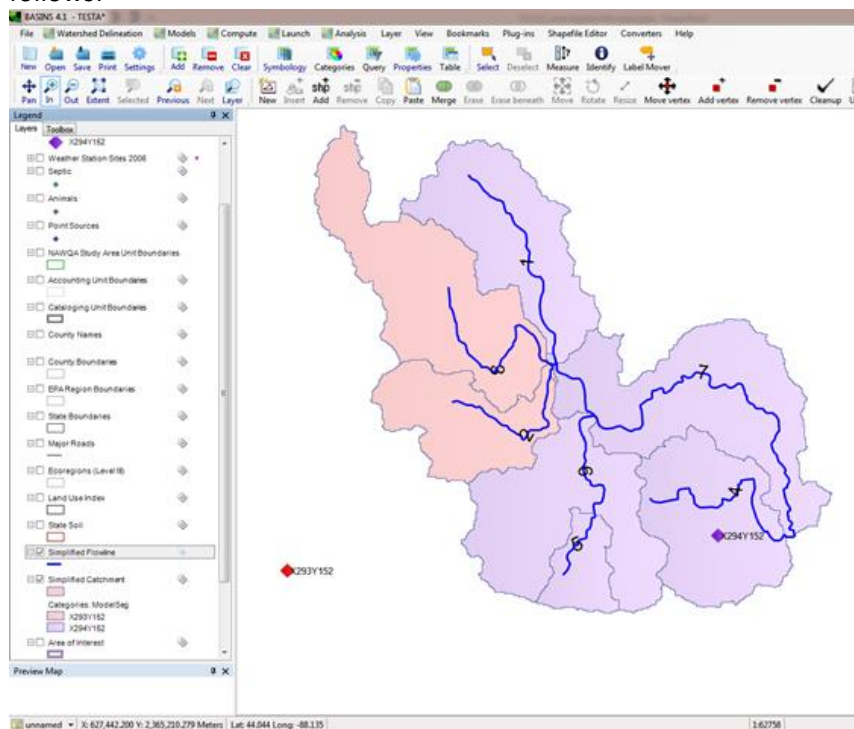 follows.
BASINS 4.1 - TESTA*
File Watershed Delineation Models Compute Launch Analysis Layer View Bookmarks Plug-ins Shapefile Editor Converters Help
New Open Save Print Settings Add Remove Clear Symbology Categories Query Properties Table Select Deselect Measure Identify Label Mover
Pan In Out Extent Selected Previous Next Layer New Insert Add Remove Copy Paste Merge Erase Erase beneath Move Rotate Resize Move vertex Add vertex Remove vertex Cleanup
Legend
Layers Toolbox
X294Y152
Weather Station Sites 2006
Septic
Animals
Point Sources
NAWQA Study Area Unit Boundaries
Accounting Unit Boundaries
Cataloging Unit Boundaries
County Names
County Boundaries
EPA Region Boundaries
State Boundaries
Major Roads
Ecoregions (Level III)
Land Use Index
State Soil
Simplified Flowline
Simplified Catchment
Categories: ModelSeg
X293Y152
X294Y152
Area of Interest
Preview Map
1
3
2
7
4
6
5
X294Y152
X293Y152
unnamed X: 627,442.200 Y: 2,365,210.279 Meters Lat: 44.044 Long: -88.135 1:62758